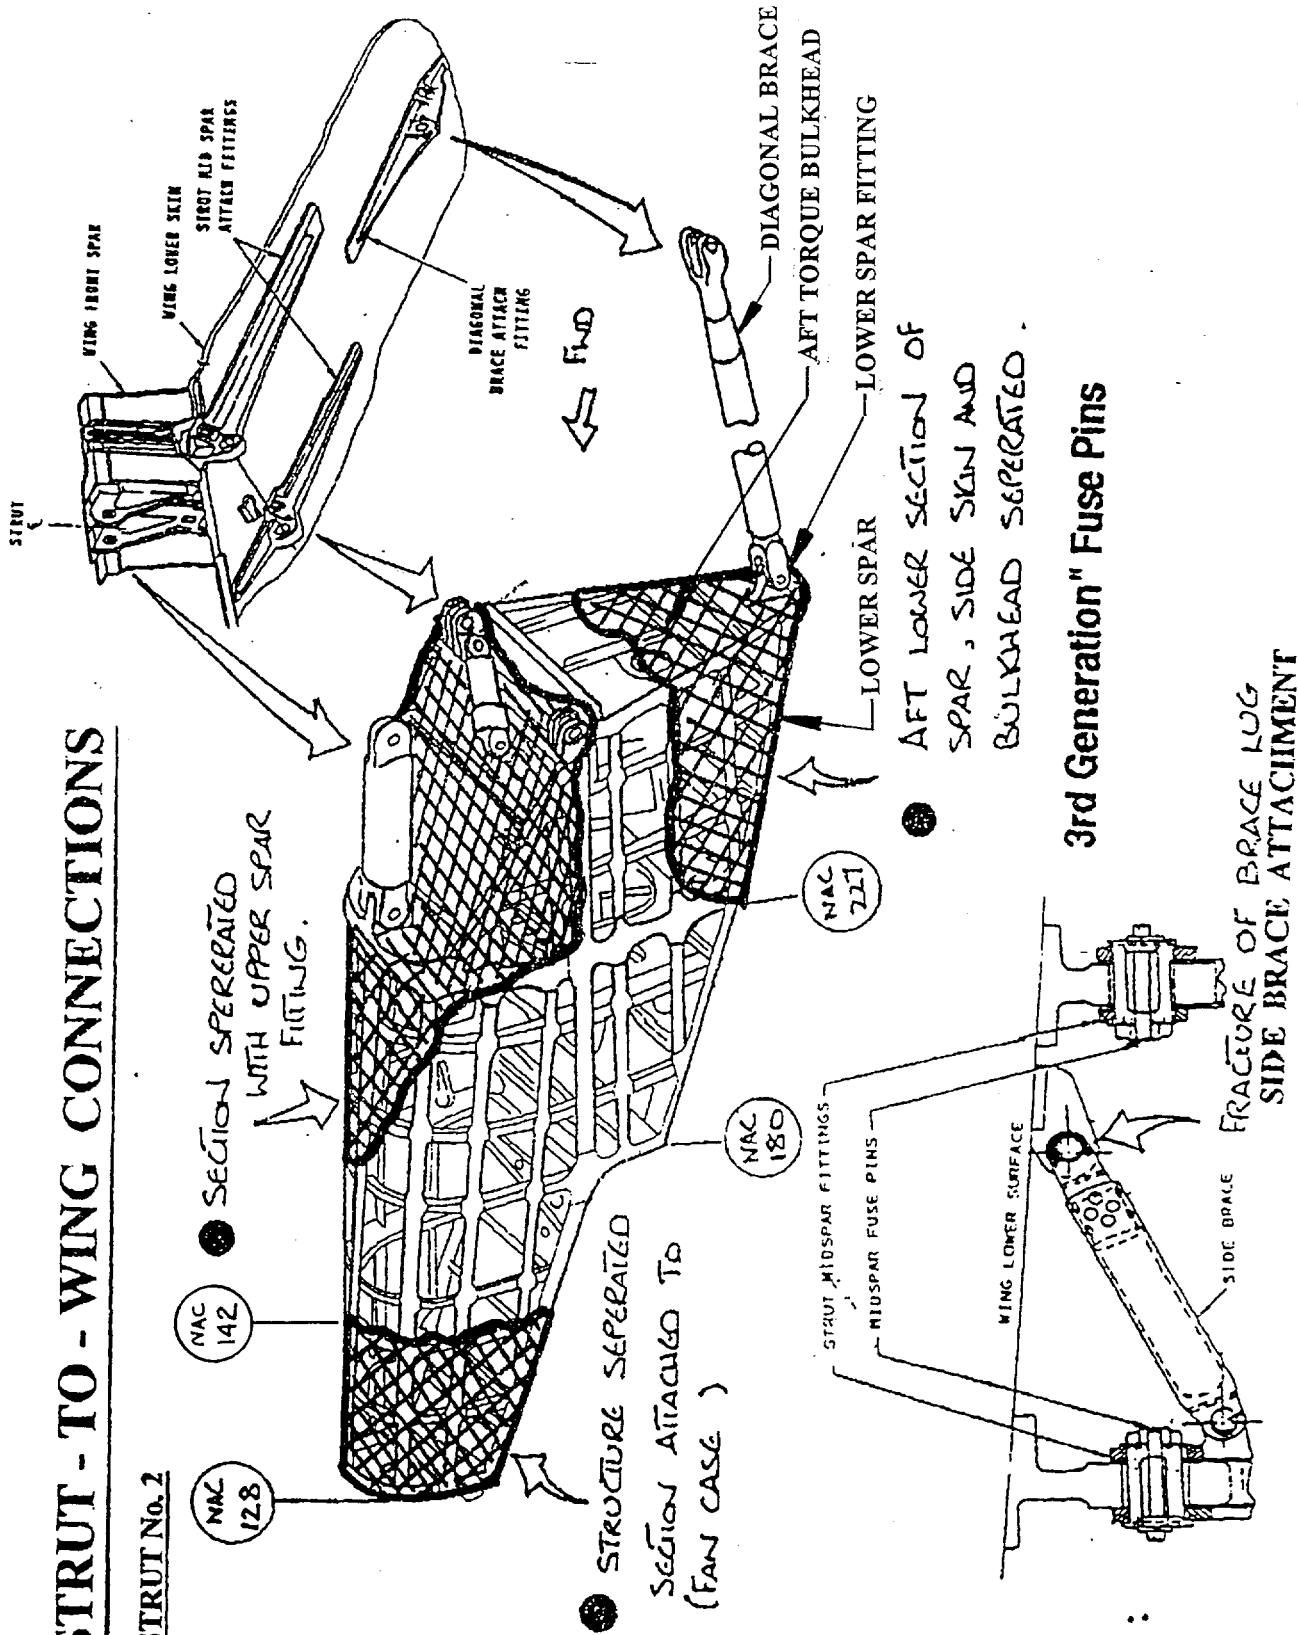 STRUT - TO - WING CONNECTIONS
STRUT No. 2
NAC
128
NAC
142
● SECTION SPERERATED
WITH UPPER SPAR
FITTING.
STRUT
℄
WING FRONT SPAR
WING LOWER SKIN
STRUT MID SPAR
ATTACH FITTINGS
DIAGONAL
BRACE ATTACH
FITTING
FWD
DIAGONAL BRACE
AFT TORQUE BULKHEAD
LOWER SPAR FITTING
LOWER SPAR
NAC
180
NAC
227
● STRUCTURE SEPERATED
SECTION ATTACHED TO
(FAN CASE )
● AFT LOWER SECTION OF
SPAR, SIDE SKIN AND
BULKHEAD SEPERATED.
3rd Generation" Fuse Pins
STRUT MIDSPAR FITTINGS
MIDSPAR FUSE PINS
WING LOWER SURFACE
SIDE BRACE
FRACTURE OF BRACE LUG
SIDE BRACE ATTACHMENT